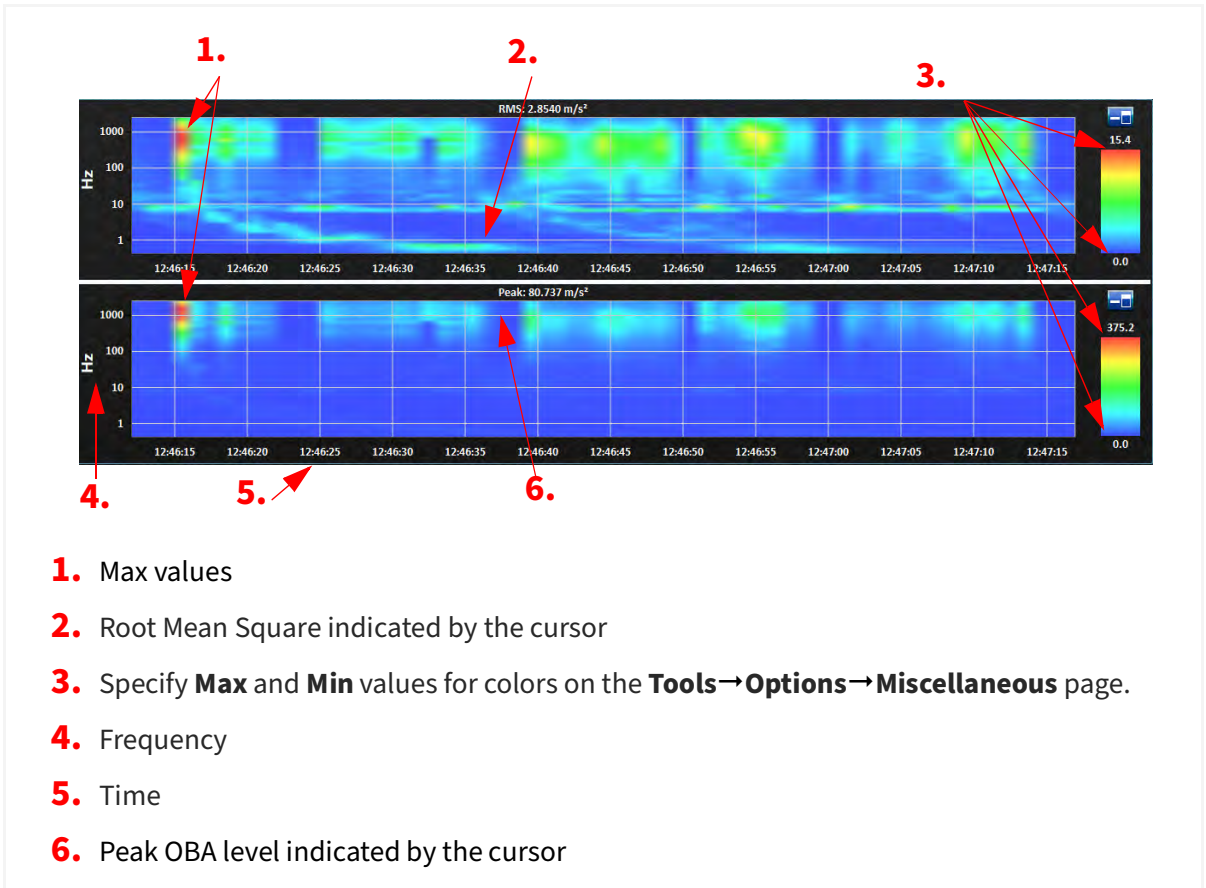 1.
2.
3.
RMS: 2.8540 m/s²
15.4
1000
100
Hz
10
1
0.0
12:46:15 12:46:20 12:46:25 12:46:30 12:46:35 12:46:40 12:46:45 12:46:50 12:46:55 12:47:00 12:47:05 12:47:10 12:47:15
Peak: 80.737 m/s²
375.2
1000
100
Hz
10
1
0.0
12:46:15 12:46:20 12:46:25 12:46:30 12:46:35 12:46:40 12:46:45 12:46:50 12:46:55 12:47:00 12:47:05 12:47:10 12:47:15
4.
5.
6.
1. Max values
2. Root Mean Square indicated by the cursor
3. Specify Max and Min values for colors on the Tools→Options→Miscellaneous page.
4. Frequency
5. Time
6. Peak OBA level indicated by the cursor